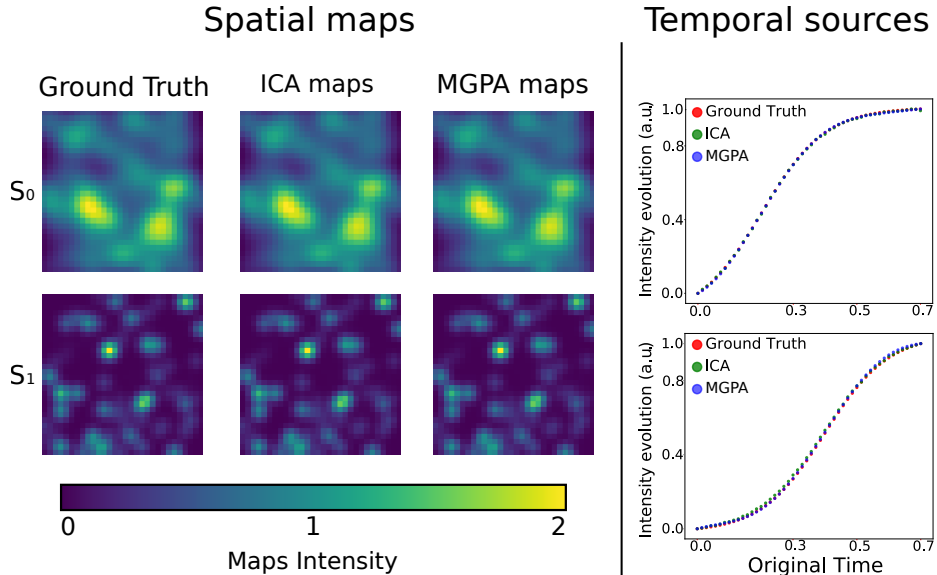 Spatial maps
Temporal sources
Ground Truth
ICA maps
MGPA maps
S0
S1
0
1
2
Maps Intensity
Intensity evolution (a.u)
1.0
0.8
0.4
0.0
Ground Truth
ICA
MGPA
0.0
0.3
0.5
0.7
Intensity evolution (a.u)
1.0
0.8
0.4
0.0
Ground Truth
ICA
MGPA
0.0
0.3
0.5
0.7
Original Time